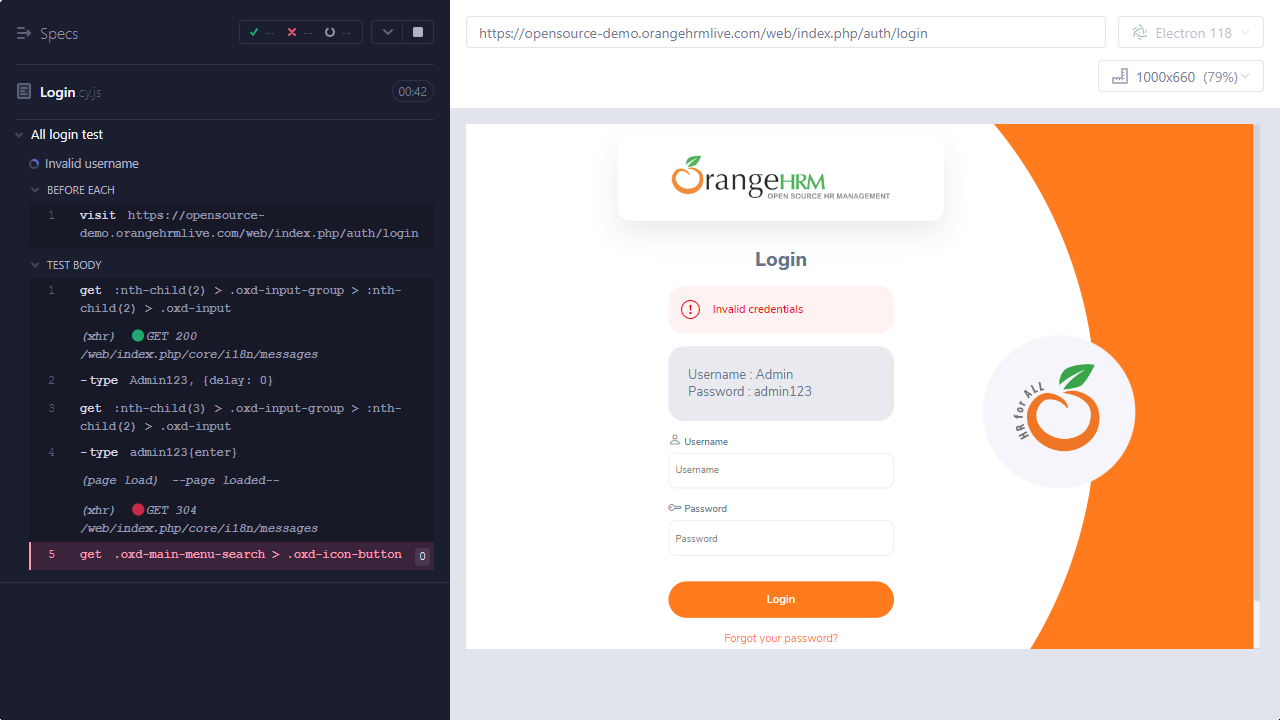 Specs
-- -- --
Login.cy.js 00:42
All login test
Invalid username
BEFORE EACH
1 visit https://opensource-
demo.orangehrmlive.com/web/index.php/auth/login
TEST BODY
1 get :nth-child(2) > .oxd-input-group > :nth-
child(2) > .oxd-input
(xhr) GET 200
/web/index.php/core/i18n/messages
2 -type Admin123, {delay: 0}
3 get :nth-child(3) > .oxd-input-group > :nth-
child(2) > .oxd-input
4 -type admin123{enter}
(page load) --page loaded--
(xhr) GET 304
/web/index.php/core/i18n/messages
5 get .oxd-main-menu-search > .oxd-icon-button 0
https://opensource-demo.orangehrmlive.com/web/index.php/auth/login
Electron 118
1000x660 (79%)
OrangeHRM
OPEN SOURCE HR MANAGEMENT
Login
Invalid credentials
Username : Admin
Password : admin123
Username
Username
Password
Password
Login
Forgot your password?
HR for ALL